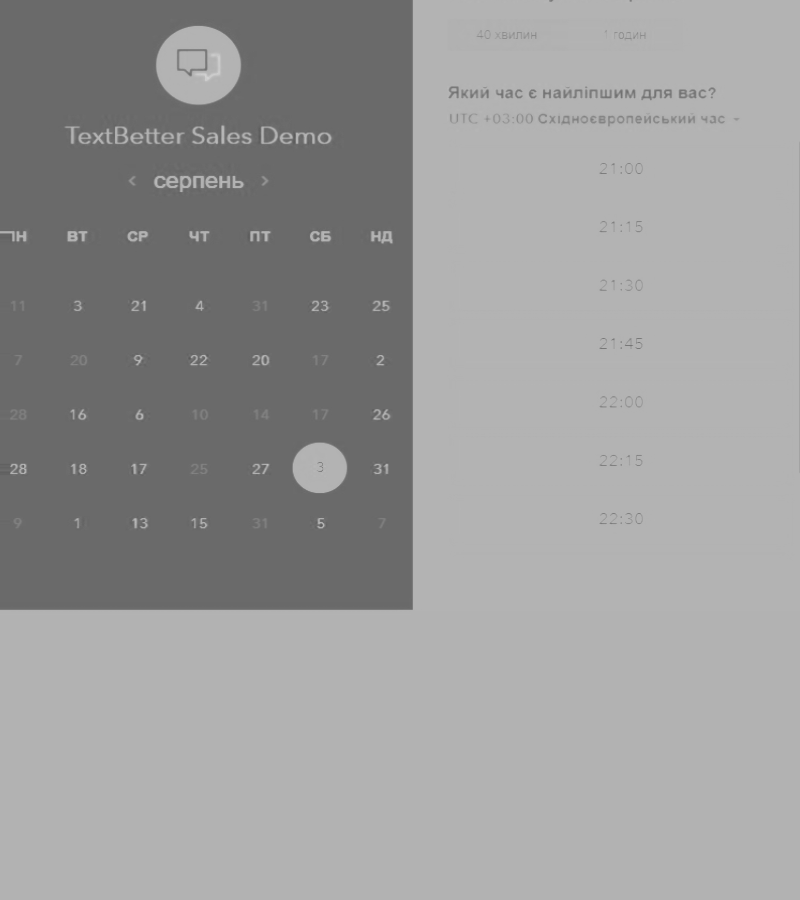 TextBetter Sales Demo
серпень
ПН ВТ СР ЧТ ПТ СБ НД
11 3 21 4 31 23 25
7 20 9 22 20 17 2
28 16 6 10 14 17 26
28 18 17 25 27 3 31
9 1 13 15 31 5 7
40 хвилин 1 годин
Який час є найліпшим для вас?
UTC +03:00 Східноєвропейський час
21:00
21:15
21:30
21:45
22:00
22:15
22:30